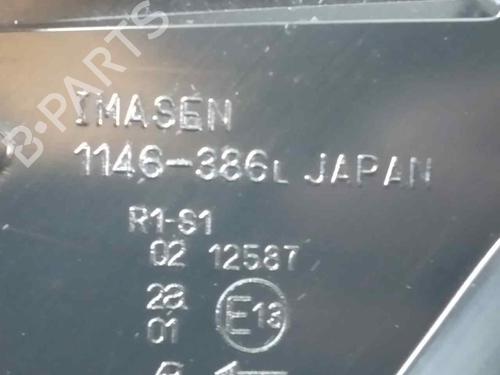 IMASEN
1146-386L JAPAN
R1-S1
02 12587
28
01 E13
B-PARTS